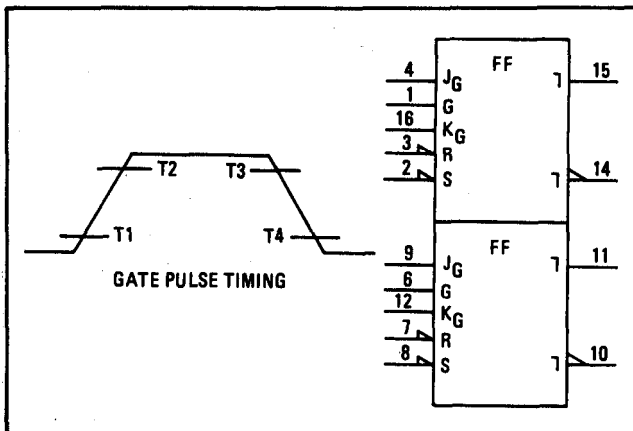 FF
4 JG ㄱ 15
1 G
16 KG
3 R
2 S ㄱ 14
T2 T3
T1 T4
GATE PULSE TIMING
FF
9 JG ㄱ 11
6 G
12 KG
7 R
8 S ㄱ 10